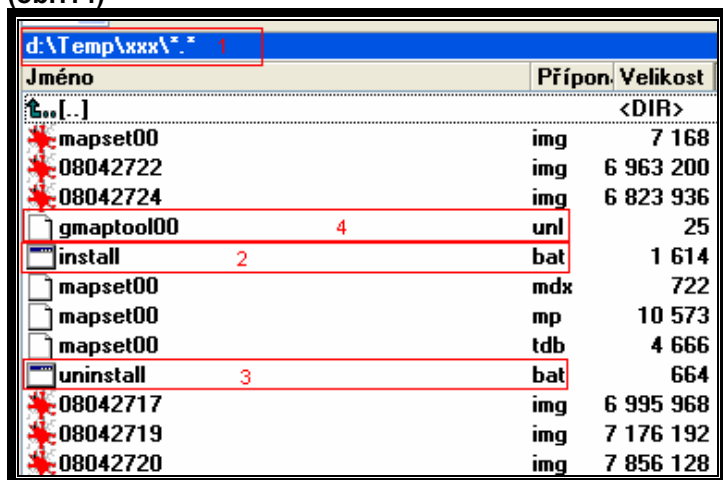 d:\Temp\xxx\*.* 1
Jméno Přípon. Velikost
[..] <DIR>
mapset00 img 7 168
08042722 img 6 963 200
08042724 img 6 823 936
gmaptool00 4 unl 25
install 2 bat 1 614
mapset00 mdx 722
mapset00 mp 10 573
mapset00 tdb 4 666
uninstall 3 bat 664
08042717 img 6 995 968
08042719 img 7 176 192
08042720 img 7 856 128